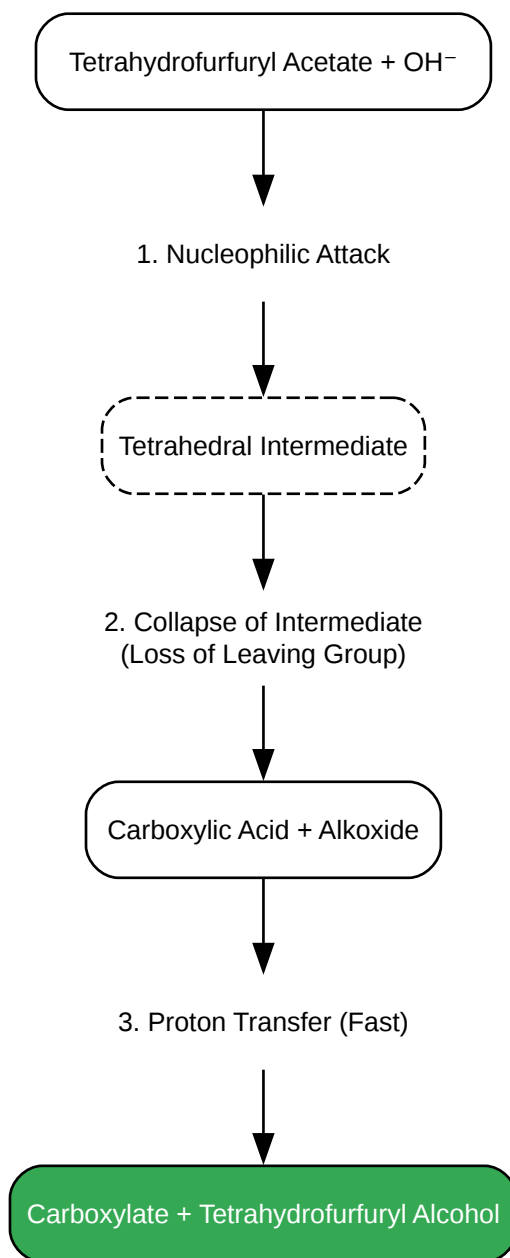 Tetrahydrofurfuryl Acetate + OH⁻
1. Nucleophilic Attack
Tetrahedral Intermediate
2. Collapse of Intermediate
(Loss of Leaving Group)
Carboxylic Acid + Alkoxide
3. Proton Transfer (Fast)
Carboxylate + Tetrahydrofurfuryl Alcohol